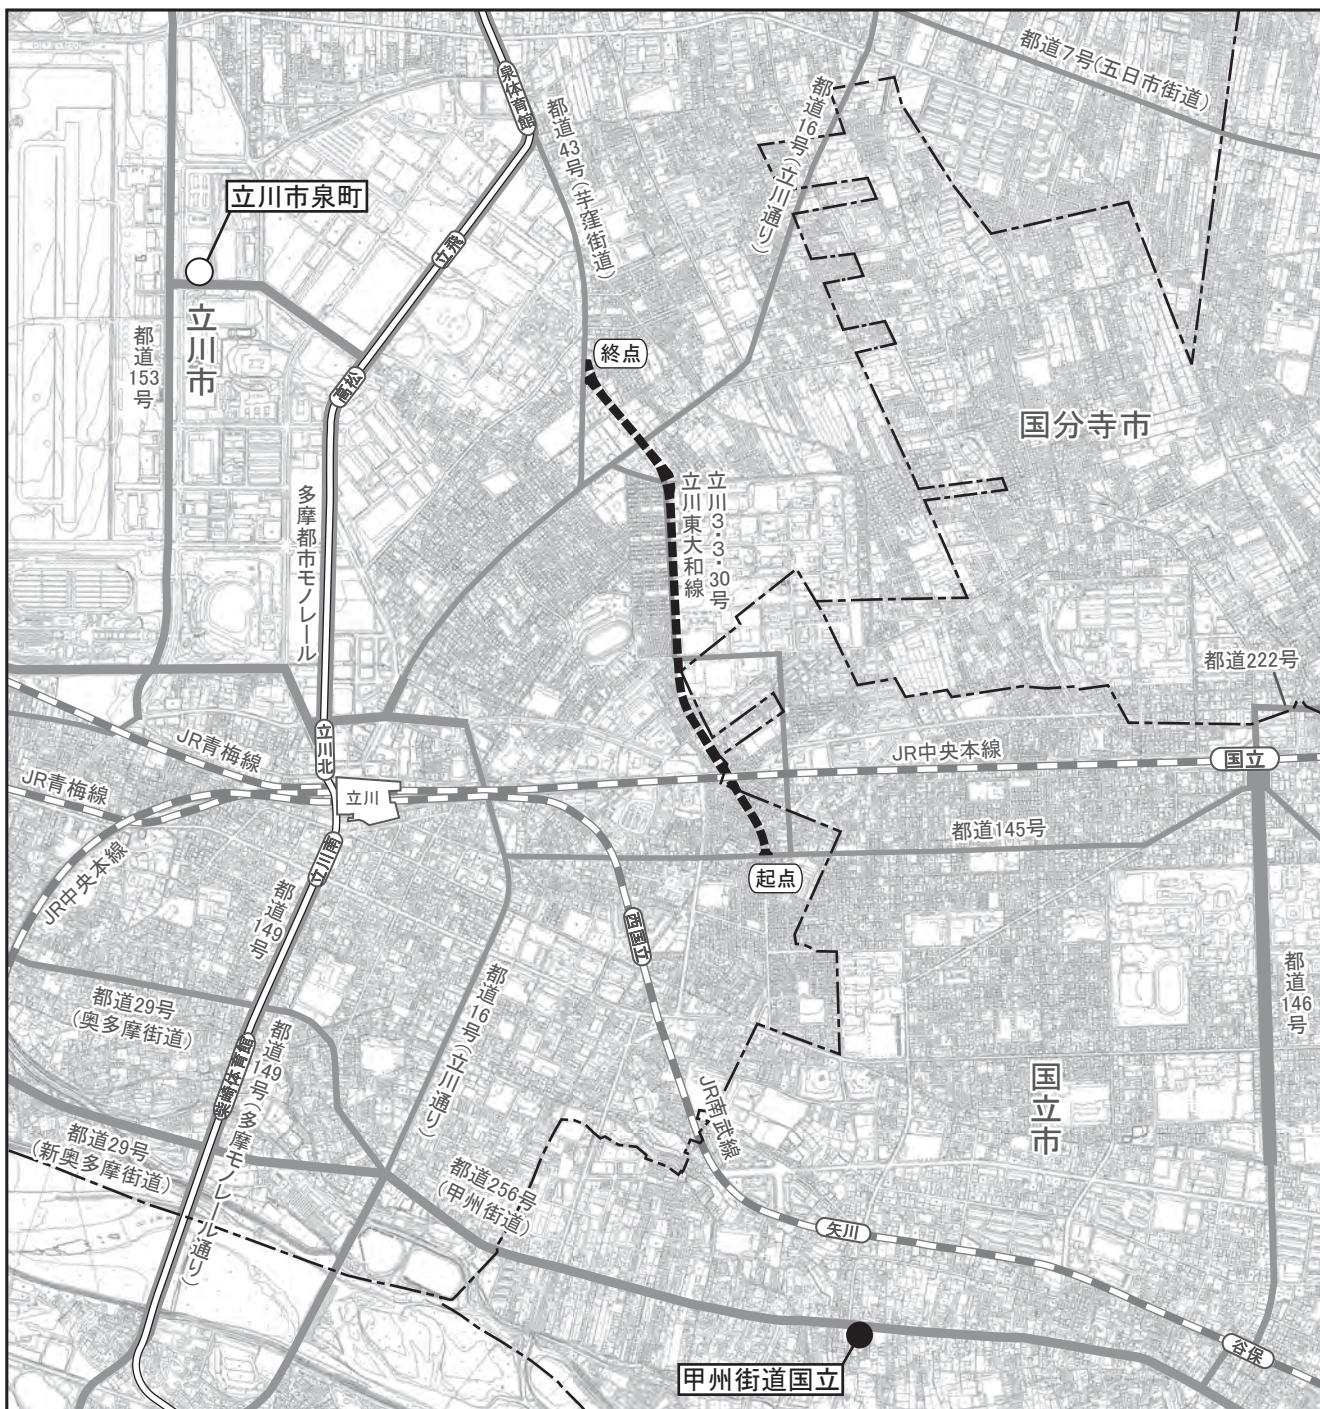 都道7号(五日市街道)
泉体育館
都道43号(芋窪街道)
都道16号(立川通り)
立川市泉町
立飛
立川市
都道153号
終点
高松
国分寺市
多摩都市モノレール
立川3・3・30号
立川東大和線
都道222号
立川北
JR青梅線
JR青梅線
JR中央本線
国立
立川
都道145号
立川南
起点
JR中央本線
都道149号
西国立
都道146号
都道29号
(奥多摩街道)
都道16号(立川通り)
柴崎体育館
都道149号(多摩モノレール通り)
国立市
JR南武線
都道29号
(新奥多摩街道)
都道256号
(甲州街道)
矢川
谷保
甲州街道国立